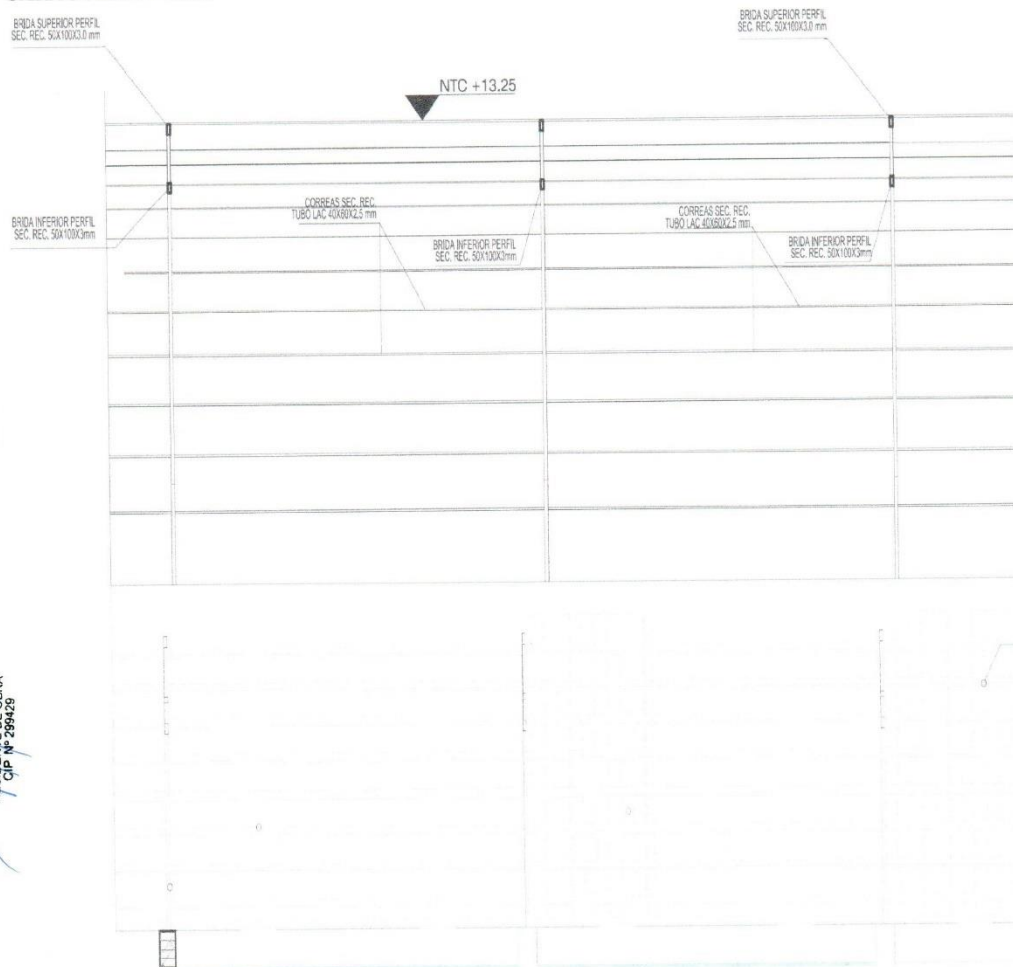 BRIDA SUPERIOR PERFIL
SEC. REC. 50X100X3.0 mm
BRIDA SUPERIOR PERFIL
SEC. REC. 50X100X3.0 mm
NTC +13.25
CORREAS SEC. REC.
TUBO LAC 40X60X2.5 mm
CORREAS SEC. REC.
TUBO LAC 40X60X2.5 mm
BRIDA INFERIOR PERFIL
SEC. REC. 50X100X3mm
BRIDA INFERIOR PERFIL
SEC. REC. 50X100X3mm
BRIDA INFERIOR PERFIL
SEC. REC. 50X100X3mm
CIP Nº 299429